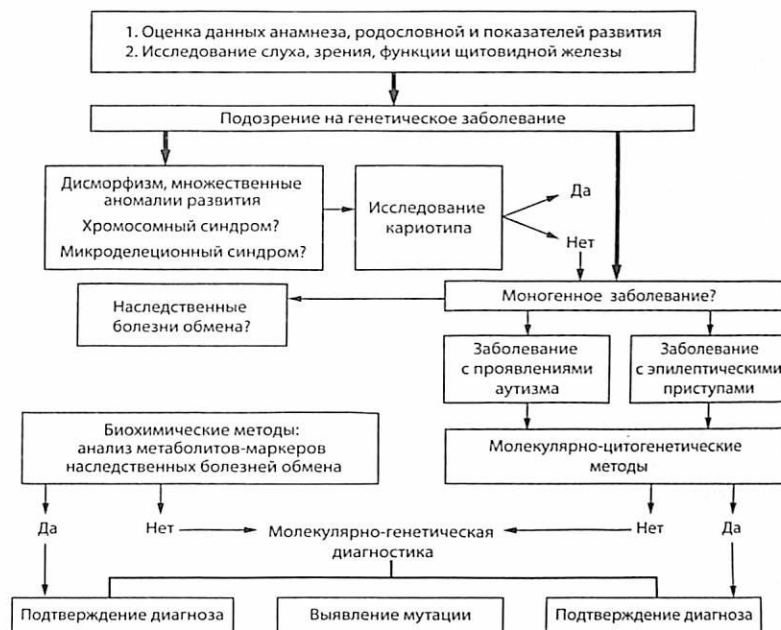 1. Оценка данных анамнеза, родословной и показателей развития
2. Исследование слуха, зрения, функции щитовидной железы
Подозрение на генетическое заболевание
Дисморфизм, множественные
аномалии развития
Хромосомный синдром?
Микроделеционный синдром?
Исследование
кариотипа
Да
Нет
Моногенное заболевание?
Наследственные
болезни обмена?
Заболевание
с проявлениями
аутизма
Заболевание
с эпилептическими
приступами
Биохимические методы:
анализ метаболитов-маркеров
наследственных болезней обмена
Молекулярно-цитогенетические
методы
Да
Нет
Молекулярно-генетическая
диагностика
Нет
Да
Подтверждение диагноза
Выявление мутации
Подтверждение диагноза